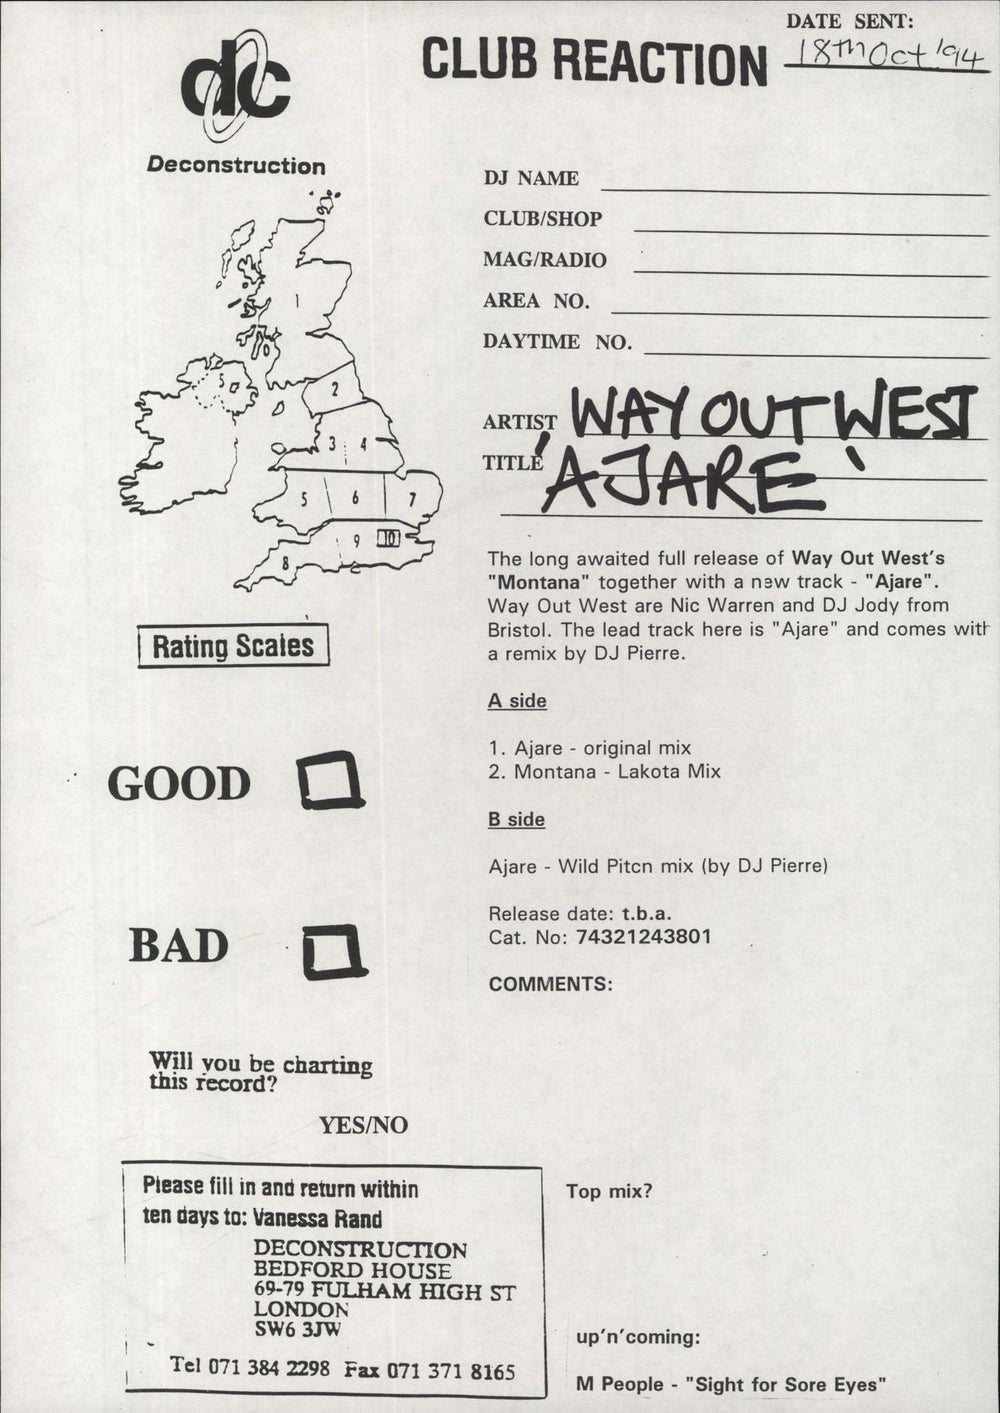 DATE SENT:
18th Oct '94
CLUB REACTION
dc
Deconstruction
DJ NAME
CLUB/SHOP
MAG/RADIO
AREA NO.
DAYTIME NO.
ARTIST WAY OUT WEST
TITLE 'AJARE'
1
5
2
3 4
5 6 7
8 9 10
The long awaited full release of Way Out West's
"Montana" together with a new track - "Ajare".
Way Out West are Nic Warren and DJ Jody from
Bristol. The lead track here is "Ajare" and comes with
a remix by DJ Pierre.
A side
1. Ajare - original mix
2. Montana - Lakota Mix
B side
Ajare - Wild Pitch mix (by DJ Pierre)
Release date: t.b.a.
Cat. No: 74321243801
COMMENTS:
Rating Scales
GOOD
BAD
Will you be charting
this record?
YES/NO
Please fill in and return within
ten days to: Vanessa Rand
DECONSTRUCTION
BEDFORD HOUSE
69-79 FULHAM HIGH ST
LONDON
SW6 3JW
Tel 071 384 2298 Fax 071 371 8165
Top mix?
up'n'coming:
M People - "Sight for Sore Eyes"